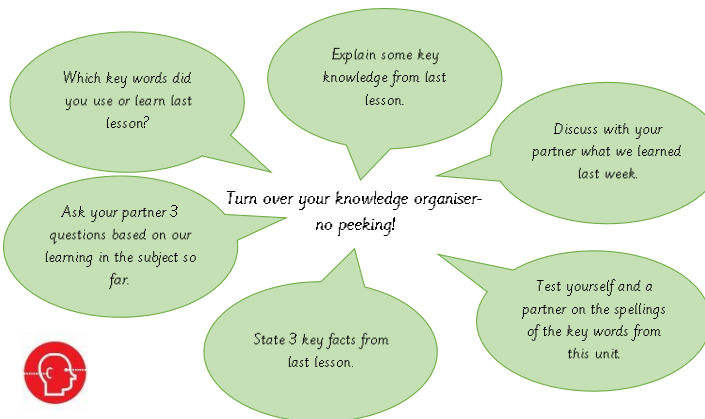 Explain some key
knowledge from last
lesson.
Which key words did
you use or learn last
lesson?
Discuss with your
partner what we learned
last week.
Turn over your knowledge organiser-
no peeking!
Ask your partner 3
questions based on our
learning in the subject so
far.
Test yourself and a
partner on the spellings
of the key words from
this unit.
State 3 key facts from
last lesson.